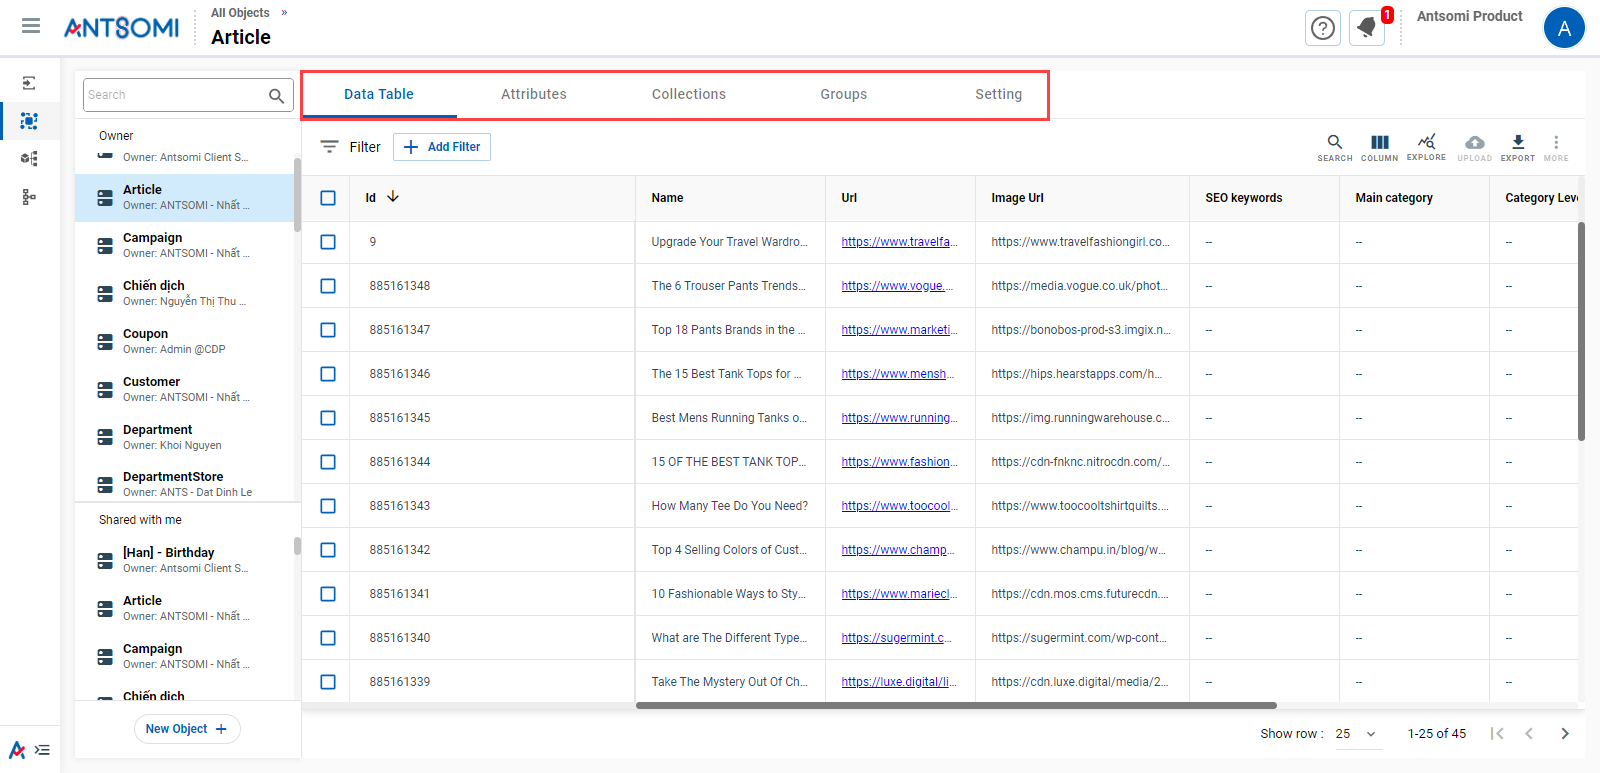 ANTSOMI
All Objects »
Article
1
Antsomi Product
A
Search
Owner
Owner: Antsomi Client S...
Article
Owner: ANTSOMI - Nhất ...
Campaign
Owner: ANTSOMI - Nhất ...
Chiến dịch
Owner: Nguyễn Thị Thu ...
Coupon
Owner: Admin @CDP
Customer
Owner: ANTSOMI - Nhất ...
Department
Owner: Khoi Nguyen
DepartmentStore
Owner: ANTS - Dat Dinh Le
Shared with me
[Han] - Birthday
Owner: Antsomi Client S...
Article
Owner: ANTSOMI - Nhất ...
Campaign
Owner: ANTSOMI - Nhất ...
Chiến dịch
New Object +
Data Table Attributes Collections Groups Setting
Filter + Add Filter
SEARCH COLUMN EXPLORE UPLOAD EXPORT MORE
Id Name Url Image Url SEO keywords Main category Category Leve
9 Upgrade Your Travel Wardro... https://www.travelfa... https://www.travelfashiongirl.co... -- -- --
885161348 The 6 Trouser Pants Trends... https://www.vogue.... https://media.vogue.co.uk/phot... -- -- --
885161347 Top 18 Pants Brands in the ... https://www.marketi... https://bonobos-prod-s3.imgix.n... -- -- --
885161346 The 15 Best Tank Tops for ... https://www.mensh... https://hips.hearstapps.com/h... -- -- --
885161345 Best Mens Running Tanks o... https://www.running... https://img.runningwarehouse.c... -- -- --
885161344 15 OF THE BEST TANK TOP... https://www.fashion... https://cdn-fnknc.nitrocdn.com/... -- -- --
885161343 How Many Tee Do You Need? https://www.toocool... https://www.toocooltshirtquilts.... -- -- --
885161342 Top 4 Selling Colors of Cust... https://www.champ... https://www.champu.in/blog/w... -- -- --
885161341 10 Fashionable Ways to Sty... https://www.mariecl... https://cdn.mos.cms.futurecdn.... -- -- --
885161340 What are The Different Type... https://sugermint.c... https://sugermint.com/wp-cont... -- -- --
885161339 Take The Mystery Out Of Ch... https://luxe.digital/li... https://cdn.luxe.digital/media/2... -- -- --
Show row : 25 1-25 of 45